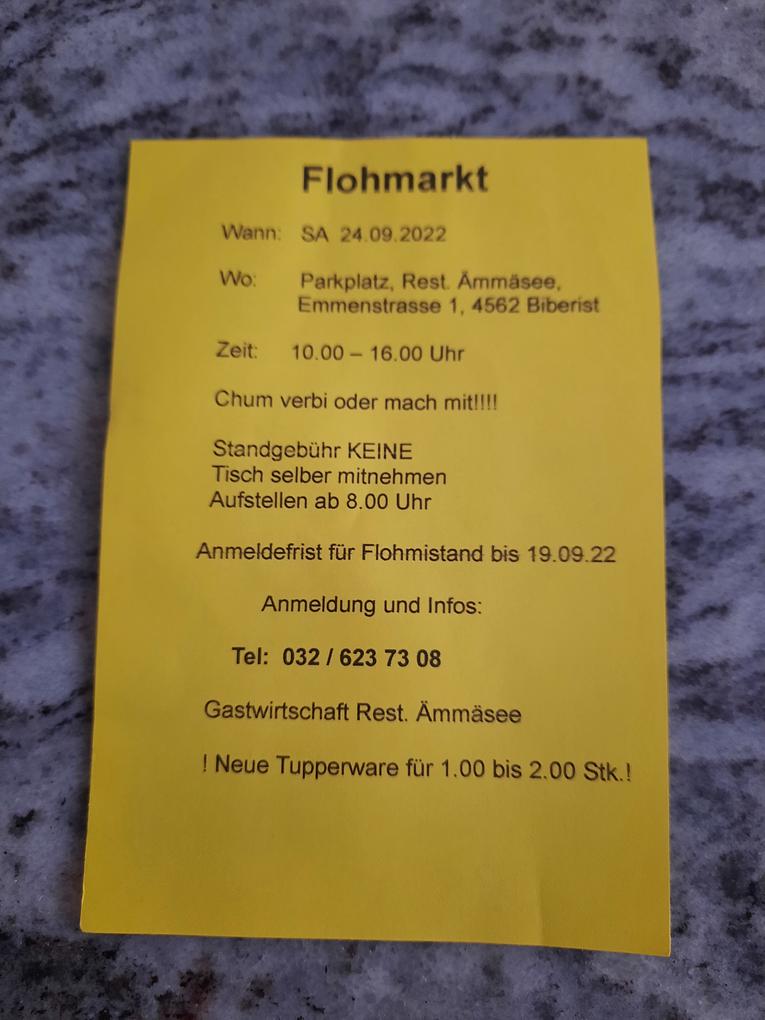 Flohmarkt
Wann: SA 24.09.2022
Wo: Parkplatz, Rest. Ämmäsee,
Emmenstrasse 1, 4562 Biberist
Zeit: 10.00 – 16.00 Uhr
Chum verbi oder mach mit!!!!
Standgebühr KEINE
Tisch selber mitnehmen
Aufstellen ab 8.00 Uhr
Anmeldefrist für Flohmistand bis 19.09.22
Anmeldung und Infos:
Tel: 032 / 623 73 08
Gastwirtschaft Rest. Ämmäsee
! Neue Tupperware für 1.00 bis 2.00 Stk.!